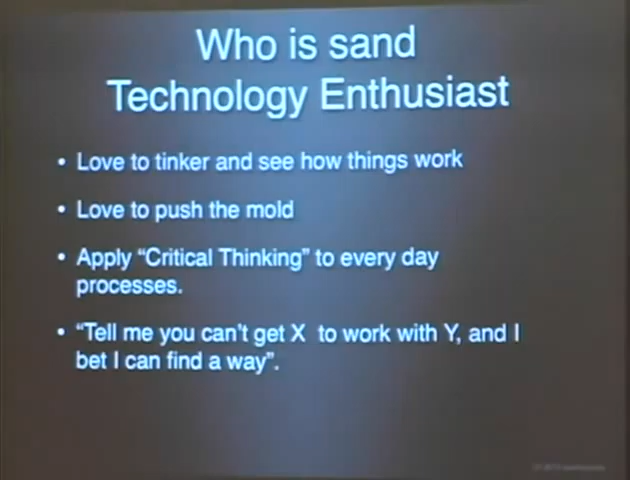 Who is sand
Technology Enthusiast
• Love to tinker and see how things work
• Love to push the mold
• Apply “Critical Thinking” to every day
processes.
• “Tell me you can't get X to work with Y, and I
bet I can find a way”.